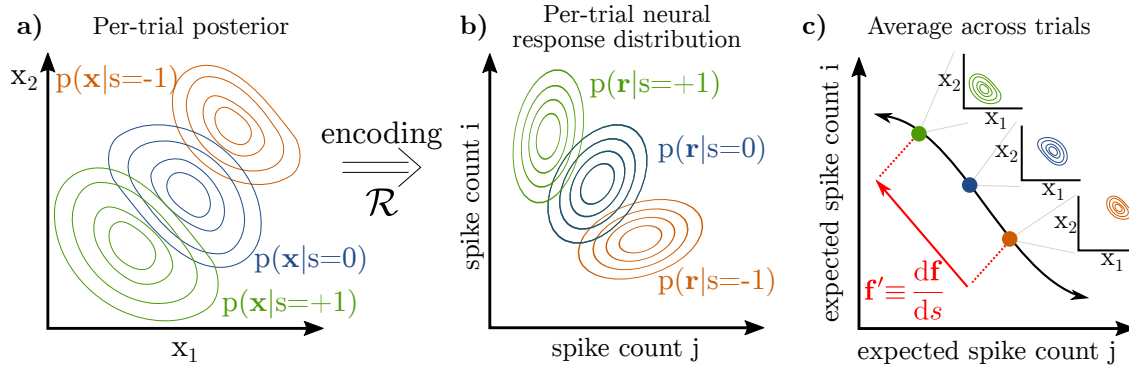 a)
Per-trial posterior
x2
p(x|s=-1)
p(x|s=0)
p(x|s=+1)
x1
encoding
R
b)
Per-trial neural
response distribution
spike count i
p(r|s=+1)
p(r|s=0)
p(r|s=-1)
spike count j
c)
Average across trials
expected spike count i
x2
x1
x2
x1
x2
x1
f'≡df/ds
expected spike count j